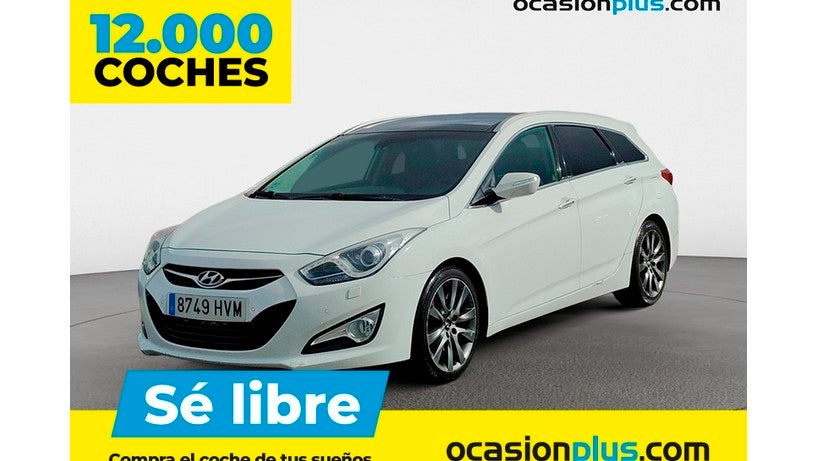 12.000
COCHES
ocasionplus.com
8749 HVM
Sé libre
Compra el coche de tus sueños
ocasionplus.com